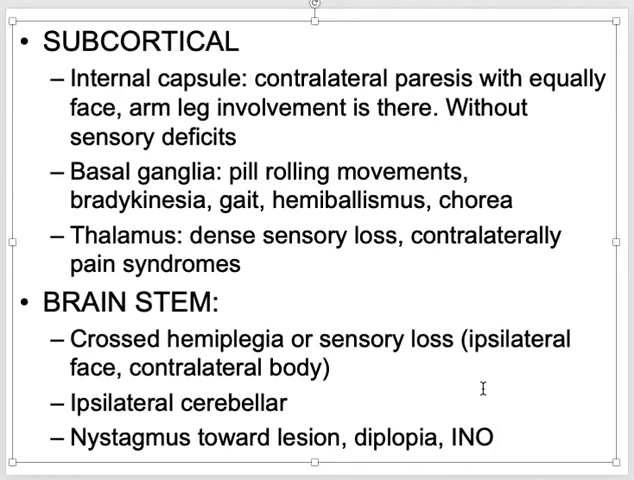 • SUBCORTICAL
– Internal capsule: contralateral paresis with equally
face, arm leg involvement is there. Without
sensory deficits
– Basal ganglia: pill rolling movements,
bradykinesia, gait, hemiballismus, chorea
– Thalamus: dense sensory loss, contralaterally
pain syndromes
• BRAIN STEM:
– Crossed hemiplegia or sensory loss (ipsilateral
face, contralateral body)
– Ipsilateral cerebellar
– Nystagmus toward lesion, diplopia, INO